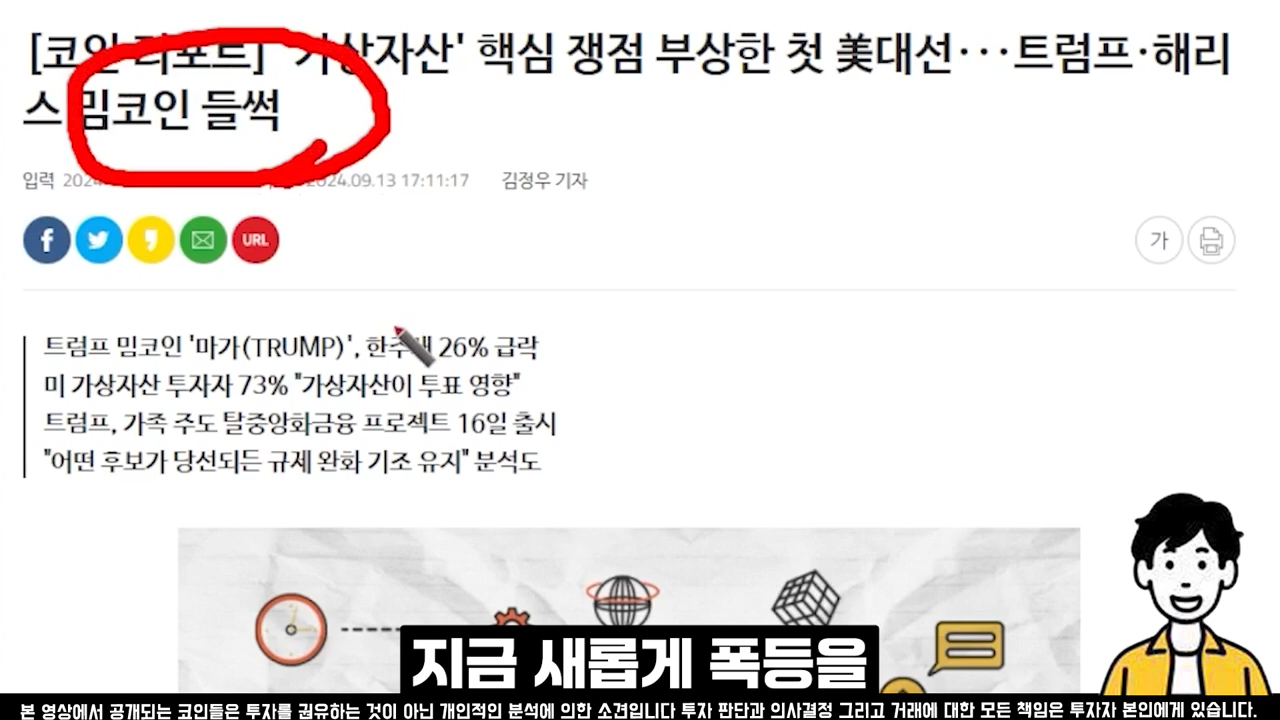 [코인 리포트] '가상자산' 핵심 쟁점 부상한 첫 美대선···트럼프·해리
스 밈코인 들썩
입력 2024. 2024.09.13 17:11:17 김정우 기자
f
URL
가
트럼프 밈코인 '마가(TRUMP)', 한주새 26% 급락
미 가상자산 투자자 73% "가상자산이 투표 영향"
트럼프, 가족 주도 탈중앙화금융 프로젝트 16일 출시
"어떤 후보가 당선되든 규제 완화 기조 유지" 분석도
지금 새롭게 폭등을
본 영상에서 공개되는 코인들은 투자를 권유하는 것이 아닌 개인적인 분석에 의한 소견입니다 투자 판단과 의사결정 그리고 거래에 대한 모든 책임은 투자자 본인에게 있습니다.